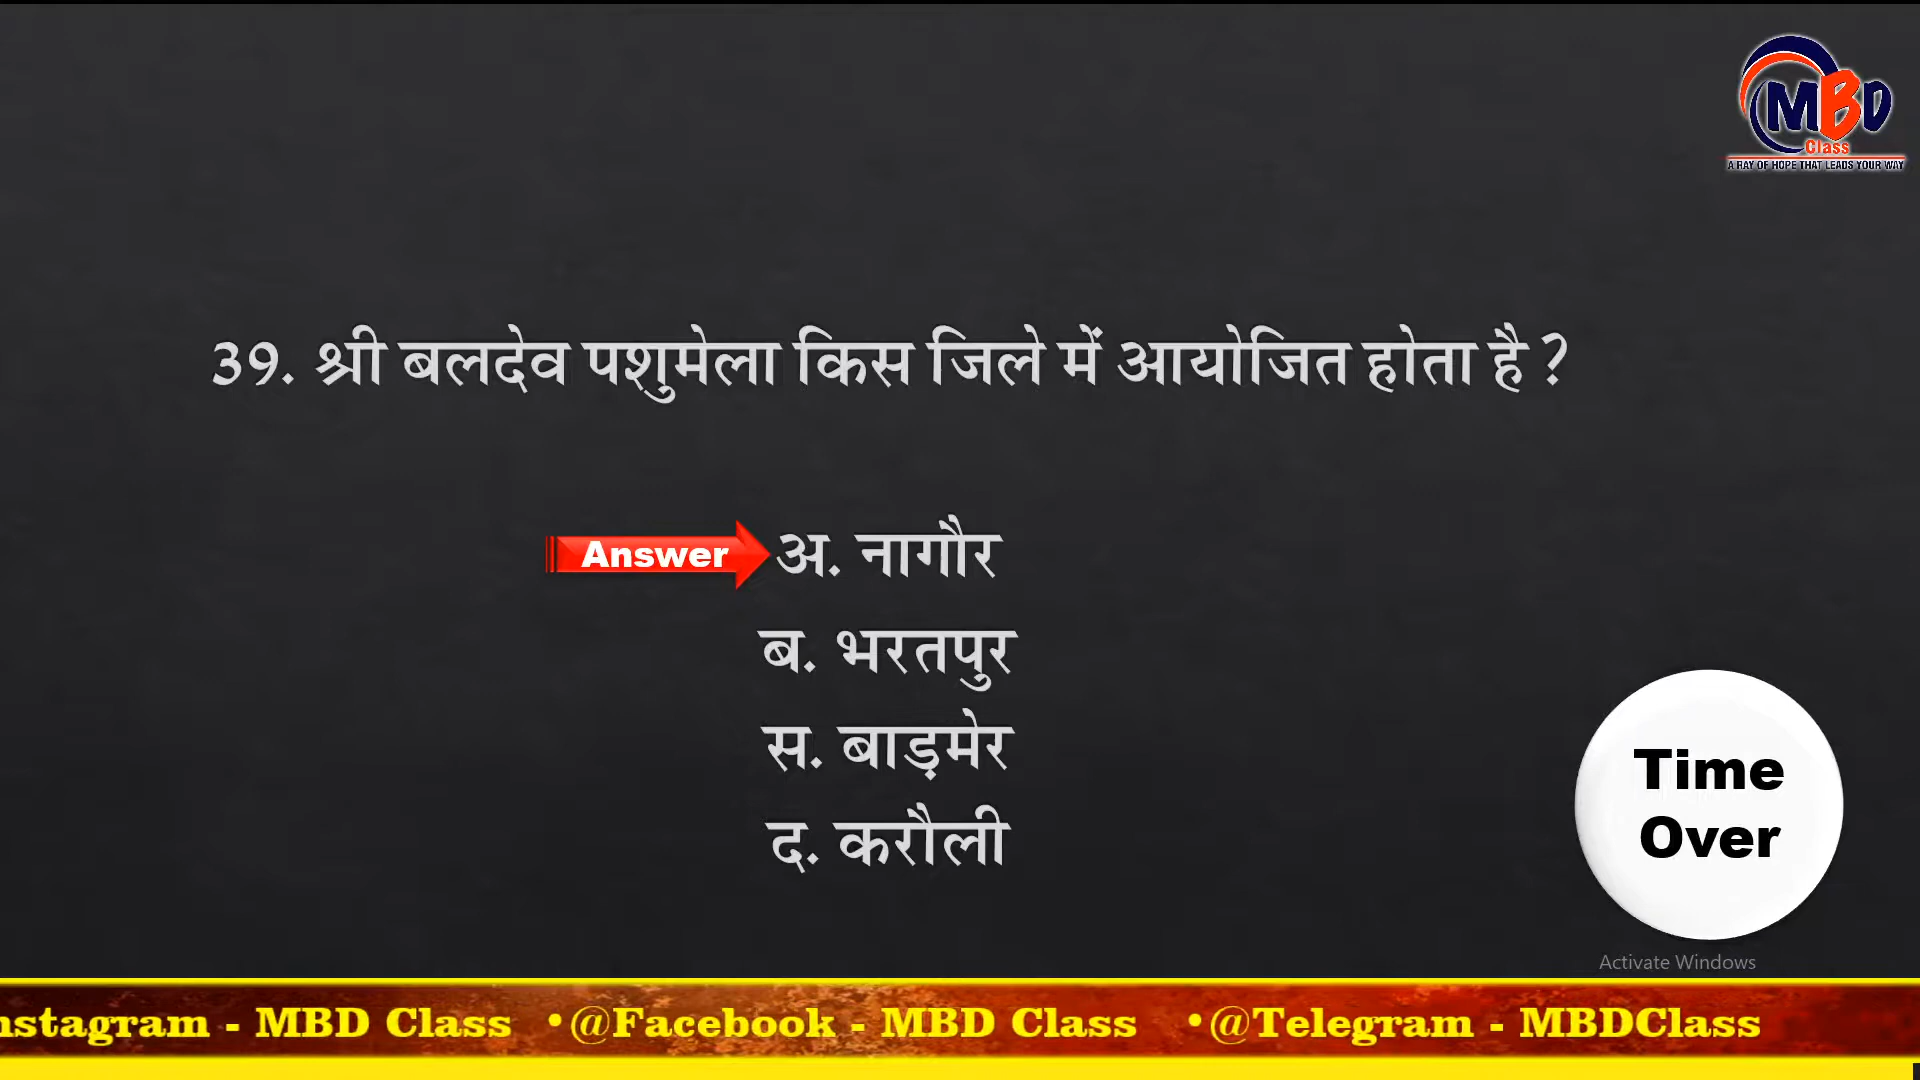 MBD
Class
A RAY OF HOPE THAT LEADS YOUR WAY
39. श्री बलदेव पशुमेला किस जिले में आयोजित होता है ?
Answer अ. नागौर
ब. भरतपुर
स. बाड़मेर
द. करौली
Time
Over
Activate Windows
nstagram - MBD Class •@Facebook - MBD Class •@Telegram - MBDClass